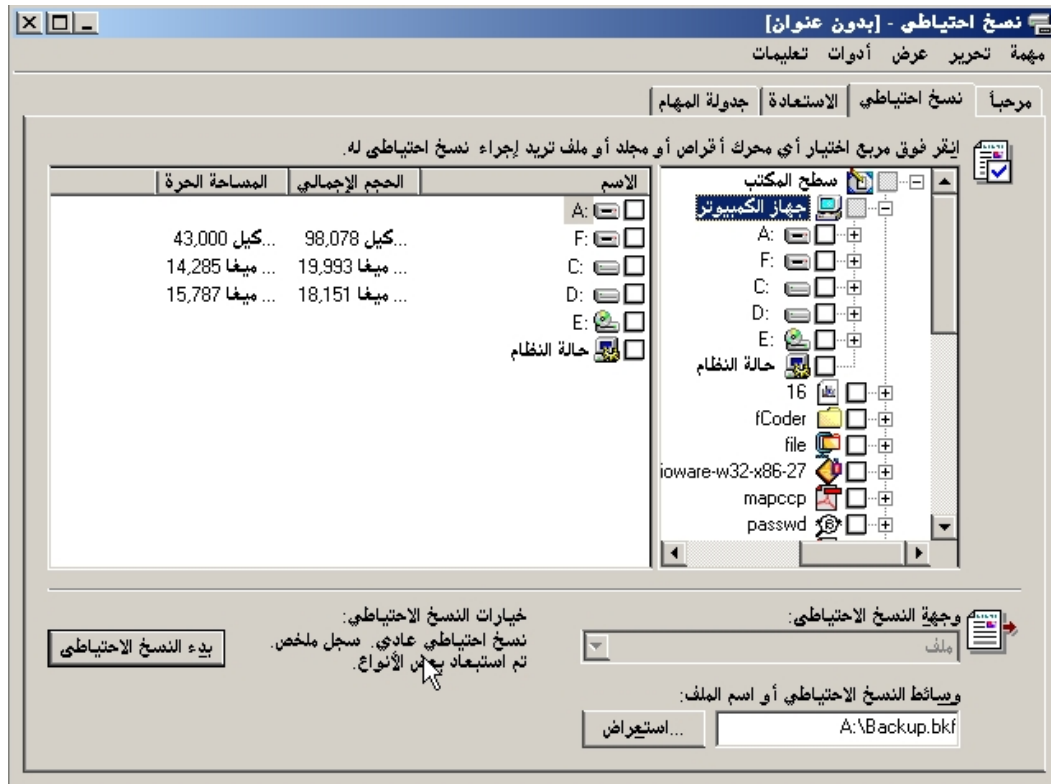 نسخ احتياطي - [بدون عنوان]
مهمة تحرير عرض أدوات تعليمات
مرحباً نسخ احتياطي الاستعادة جدولة المهام
انقر فوق مربع اختيار أي محرك أقراص أو مجلد أو ملف تريد لإجراء نسخ احتياطي له.
سطح المكتب
جهاز الكمبيوتر
A:
F:
C:
D:
E:
حالة النظام
16
fCoder
file
ioware-w32-x86-27
mapccp
passwd
الاسم الحجم الإجمالي المساحة الحرة
A:
F: 98,078 كيل... 43,000 كيل...
C: 19,993 ميغا ... 14,285 ميغا ...
D: 18,151 ميغا ... 15,787 ميغا ...
E:
حالة النظام
وجهة النسخ الاحتياطي:
ملف
وسائط النسخ الاحتياطي أو اسم الملف:
A:\Backup.bkf
استعراض...
خيارات النسخ الاحتياطي:
نسخ احتياطي عادي. سجل ملخص.
تم استبعاد بعض الأنواع.
بدء النسخ الاحتياطي